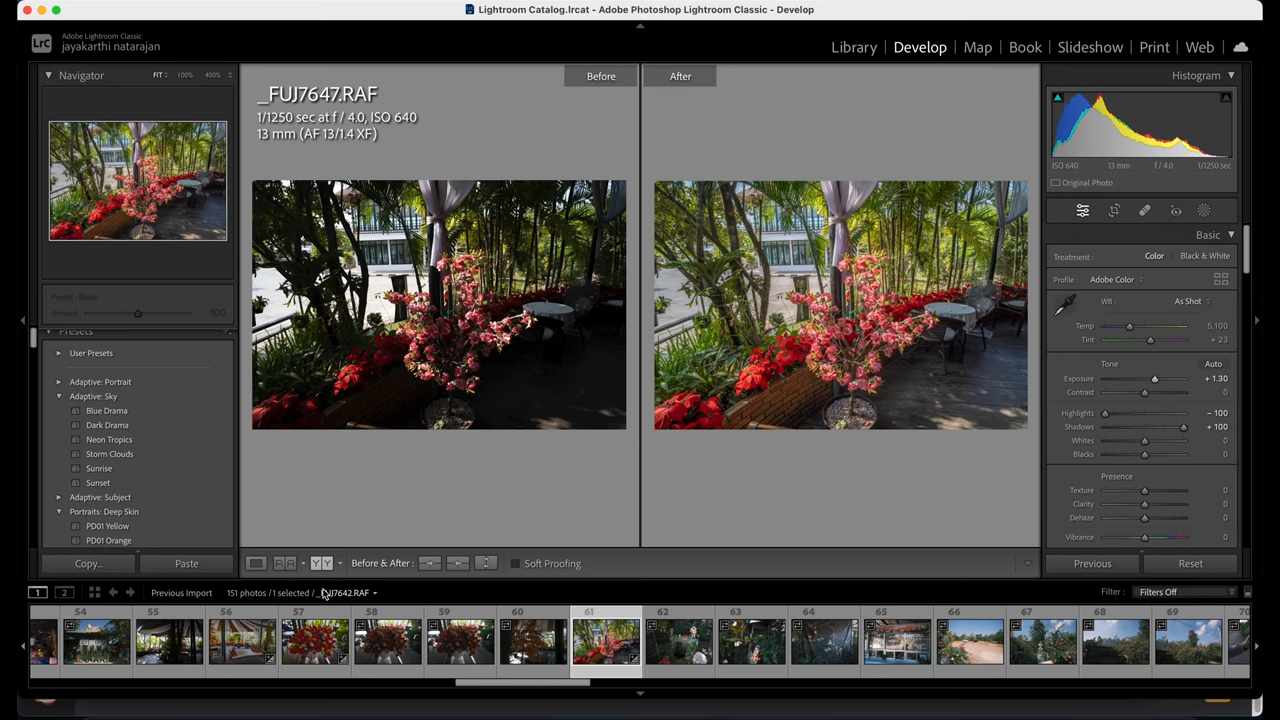 Lightroom Catalog.lrcat - Adobe Photoshop Lightroom Classic - Develop
LrC
Adobe Lightroom Classic
jayakarthi natarajan
Library
Develop
Map
Book
Slideshow
Print
Web
Navigator
FIT
100%
400%
Preset: None
Amount
100
Presets
User Presets
Adaptive: Portrait
Adaptive: Sky
Blue Drama
Dark Drama
Neon Tropics
Storm Clouds
Sunrise
Sunset
Adaptive: Subject
Portraits: Deep Skin
PD01 Yellow
PD01 Orange
Copy...
Paste
Before
After
_FUJ7647.RAF
1/1250 sec at f / 4.0, ISO 640
13 mm (AF 13/1.4 XF)
Before & After :
Soft Proofing
Histogram
ISO 640
13 mm
f / 4.0
1/1250 sec
Original Photo
Basic
Treatment :
Color
Black & White
Profile :
Adobe Color
WB :
As Shot
Temp
5,100
Tint
+ 23
Tone
Auto
Exposure
+ 1.30
Contrast
0
Highlights
– 100
Shadows
+ 100
Whites
0
Blacks
0
Presence
Texture
0
Clarity
0
Dehaze
0
Vibrance
0
Previous
Reset
1
2
Previous Import
151 photos / 1 selected /
Filter :
Filters Off
54
55
56
57
58
59
60
61
62
63
64
65
66
67
68
69
70